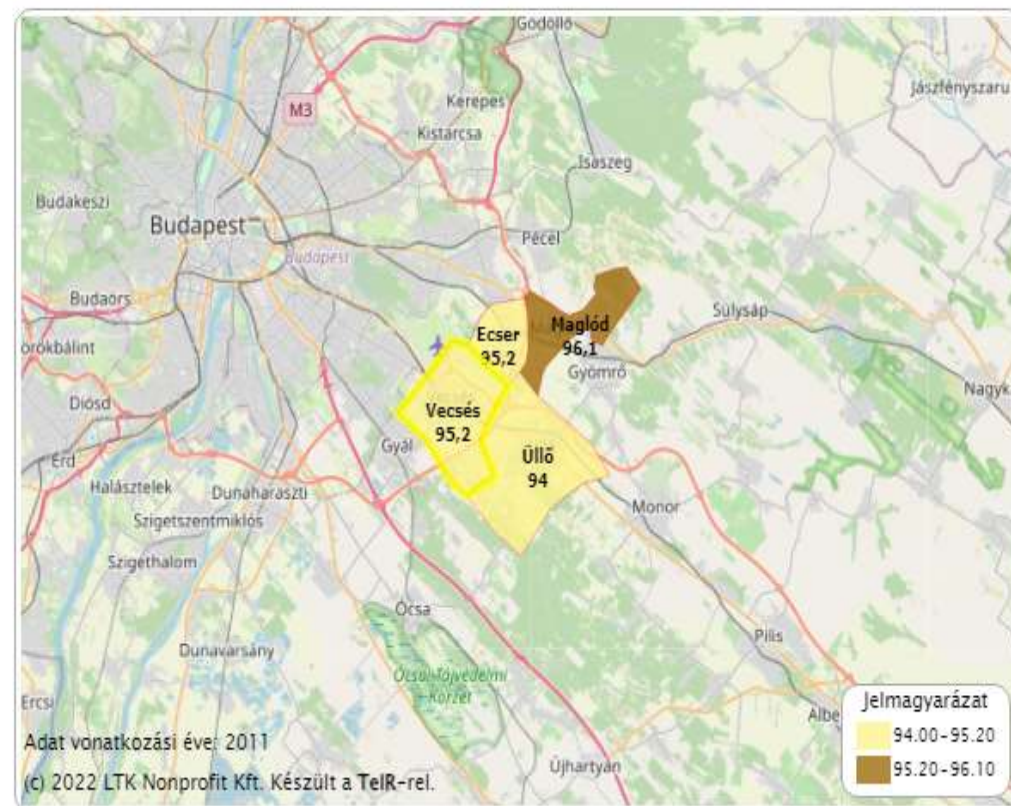 Gödöllő
Jászfényszaru
M3
Kerepes
Kistarcsa
Isaszeg
Budakeszi
Budapest
Pécel
Budapest
Budaörs
Sülysáp
Ecser
95,2
Maglód
96,1
Gyömrő
örökbálint
Nagyk
Diósd
Vecsés
95,2
Gyál
Üllő
94
Érd
Halásztelek
Dunaharaszti
Monor
Szigetszentmiklós
Szigethalom
Ócsa
Pilis
Dunavarsány
Ócsai Tájvédelmi
Körzet
Ercsi
Albe
Újhartyán
Adat vonatkozási éve: 2011
(c) 2022 LTK Nonprofit Kft. Készült a TeIR-rel.
Jelmagyarázat
94.00-95.20
95.20-96.10